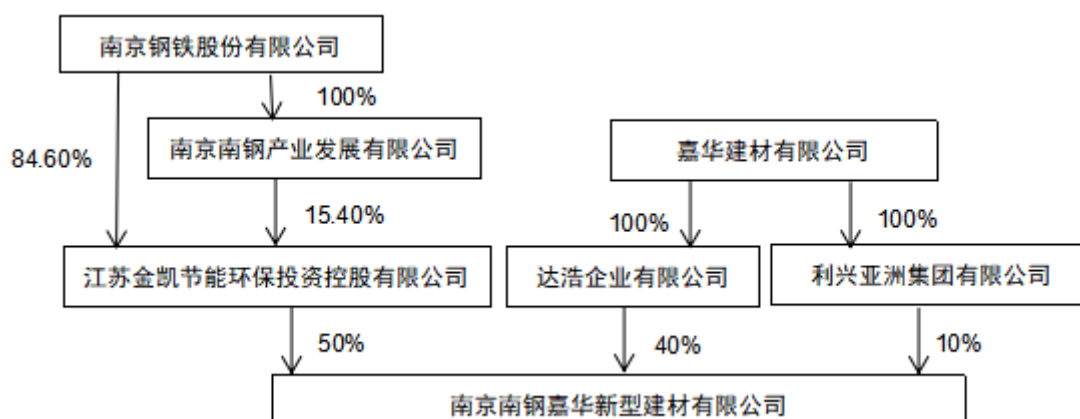 南京钢铁股份有限公司
100%
84.60%
南京南钢产业发展有限公司
嘉华建材有限公司
15.40%
100%
100%
江苏金凯节能环保投资控股有限公司
达浩企业有限公司
利兴亚洲集团有限公司
50%
40%
10%
南京南钢嘉华新型建材有限公司